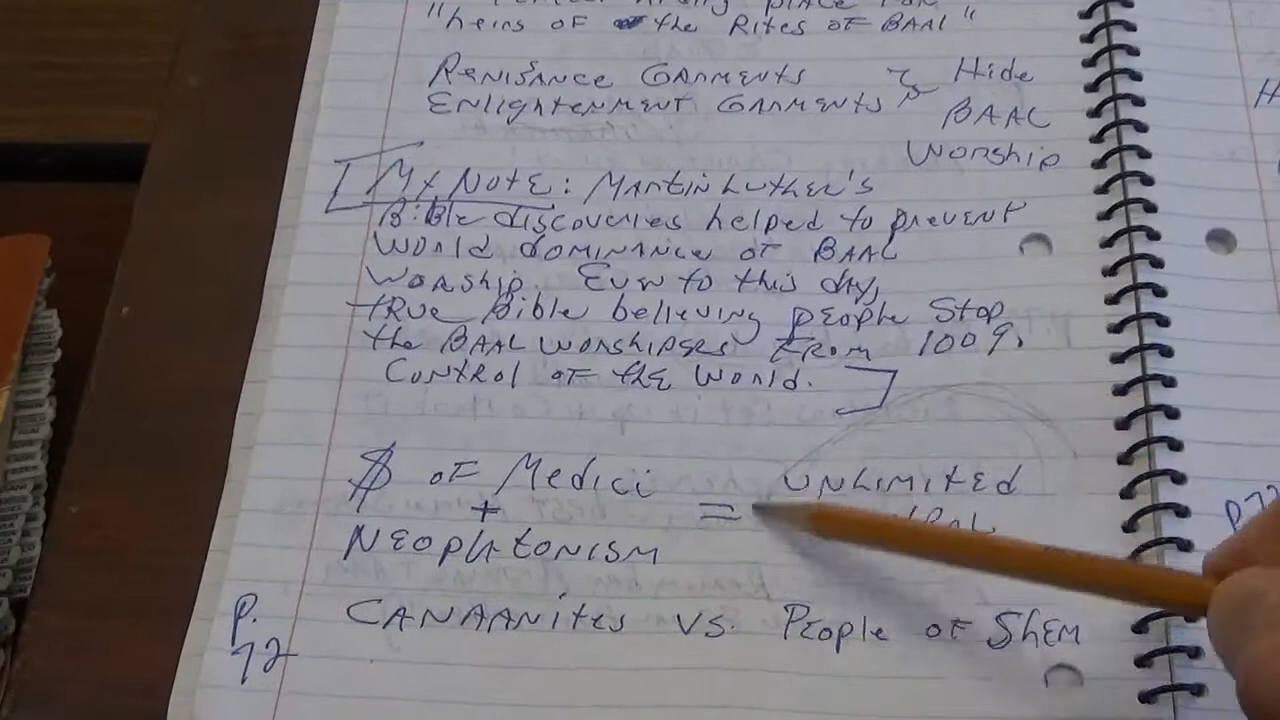 "heirs of the Rites of BAAL"
Renisance Garments Hide
Enlightenment Garments BAAL
Worship
My Note: Martin Luther's
Bible discoveries helped to prevent
World dominance of BAAL
Worship. Even to this day,
true Bible believing people stop
the BAAL worshipers from 100%
Control of the World.
$ of Medici = UNLIMITED
+
Neoplatonism
P. 72 CANAANites VS. People of Shem